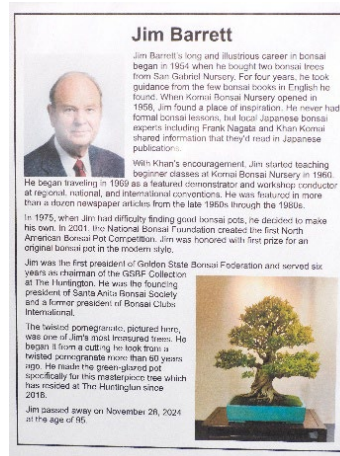 Jim Barrett
Jim Barrett's long and illustrious career in bonsai
began in 1954 when he bought two bonsai trees
from San Gabriel Nursery. For four years, he took
guidance from the few bonsai books in English he
found. When Komai Bonsai Nursery opened in
1958, Jim found a place of inspiration. He never had
formal bonsai lessons, but local Japanese bonsai
experts including Frank Nagata and Khan Komai
shared information that they'd read in Japanese
publications.
With Khan's encouragement, Jim started teaching
beginner classes at Komai Bonsai Nursery in 1960.
He began traveling in 1969 as a featured demonstrator and workshop conductor
at regional, national, and international conventions. He was featured in more
than a dozen newspaper articles from the late 1960s through the 1980s.
In 1975, when Jim had difficulty finding good bonsai pots, he decided to make
his own. In 2001, the National Bonsai Foundation created the first North
American Bonsai Pot Competition. Jim was honored with first prize for an
original bonsai pot in the modern style.
Jim was the first president of Golden State Bonsai Federation and served six
years as chairman of the GSBF Collection
at The Huntington. He was the founding
president of Santa Anita Bonsai Society
and a former president of Bonsai Clubs
International.
The twisted pomegranate, pictured here,
was one of Jim's most treasured trees. He
began it from a cutting he took from a
twisted pomegranate more than 60 years
ago. He made the green-glazed pot
specifically for this masterpiece tree which
has resided at The Huntington since
2018.
Jim passed away on November 28, 2024
at the age of 95.